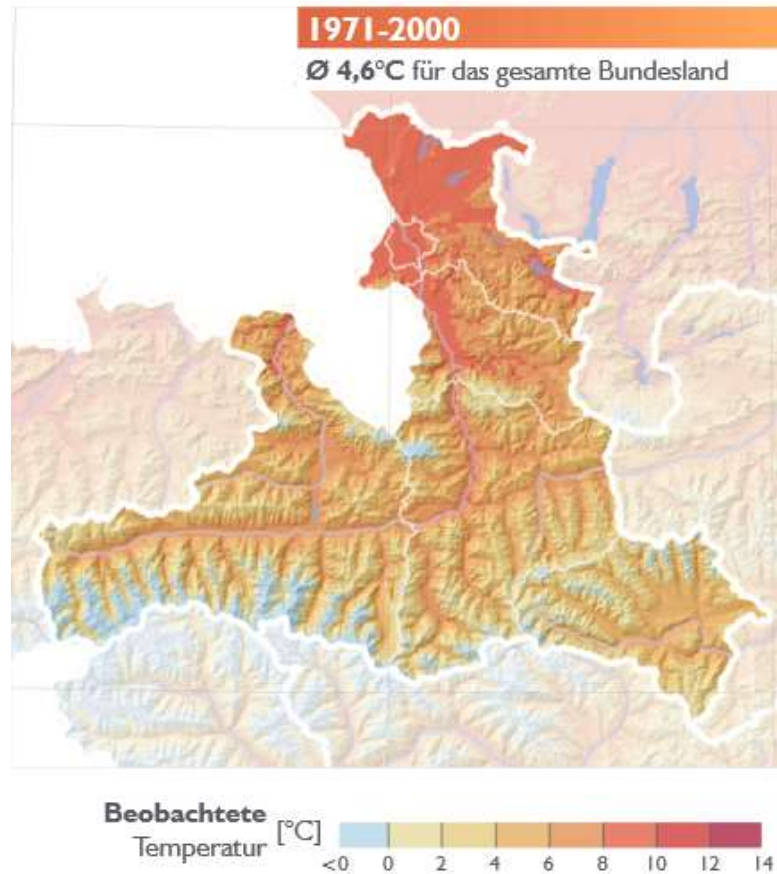 1971-2000
Ø 4,6°C für das gesamte Bundesland
Beobachtete
Temperatur [°C]
<0 0 2 4 6 8 10 12 14